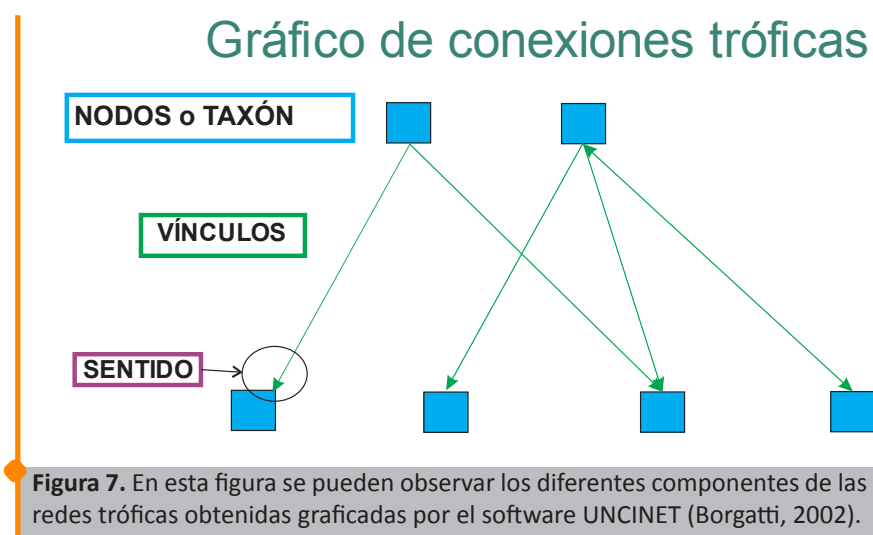 Gráfico de conexiones tróficas
NODOS o TAXÓN
VÍNCULOS
SENTIDO
Figura 7. En esta figura se pueden observar los diferentes componentes de las
redes tróficas obtenidas graficadas por el software UNCINET (Borgatti, 2002).